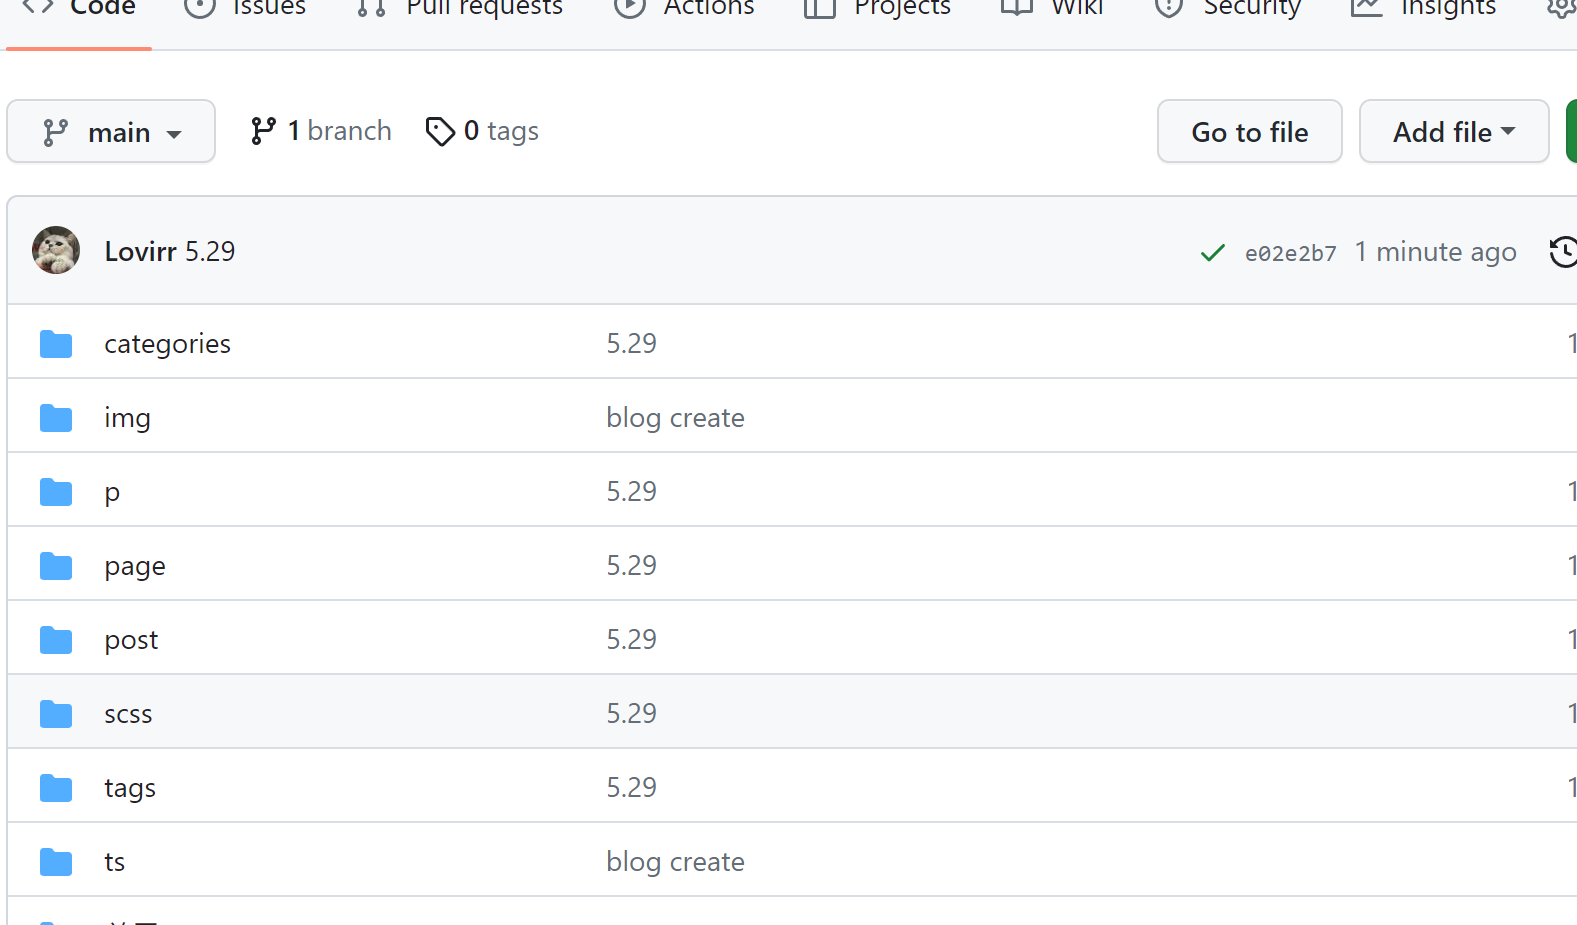 Code Issues Pull requests Actions Projects Wiki Security Insights
main 1 branch 0 tags Go to file Add file
Lovirr 5.29 e02e2b7 1 minute ago
categories 5.29 1
img blog create
p 5.29 1
page 5.29 1
post 5.29 1
scss 5.29 1
tags 5.29 1
ts blog create